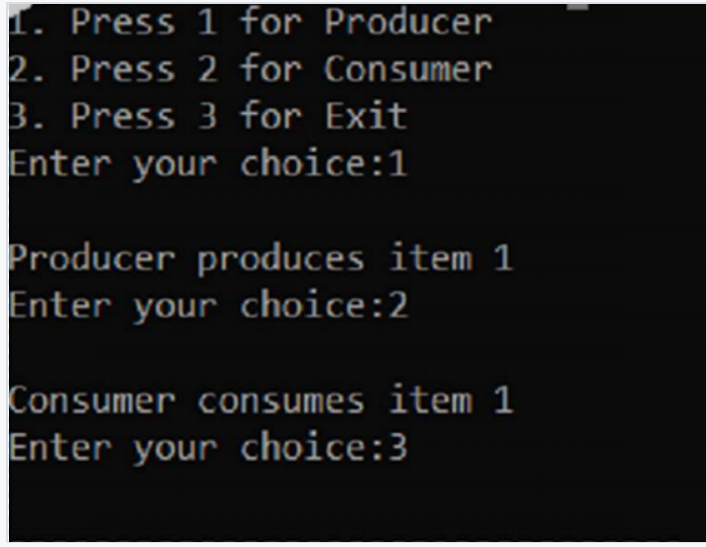 1. Press 1 for Producer
2. Press 2 for Consumer
3. Press 3 for Exit
Enter your choice:1
Producer produces item 1
Enter your choice:2
Consumer consumes item 1
Enter your choice:3